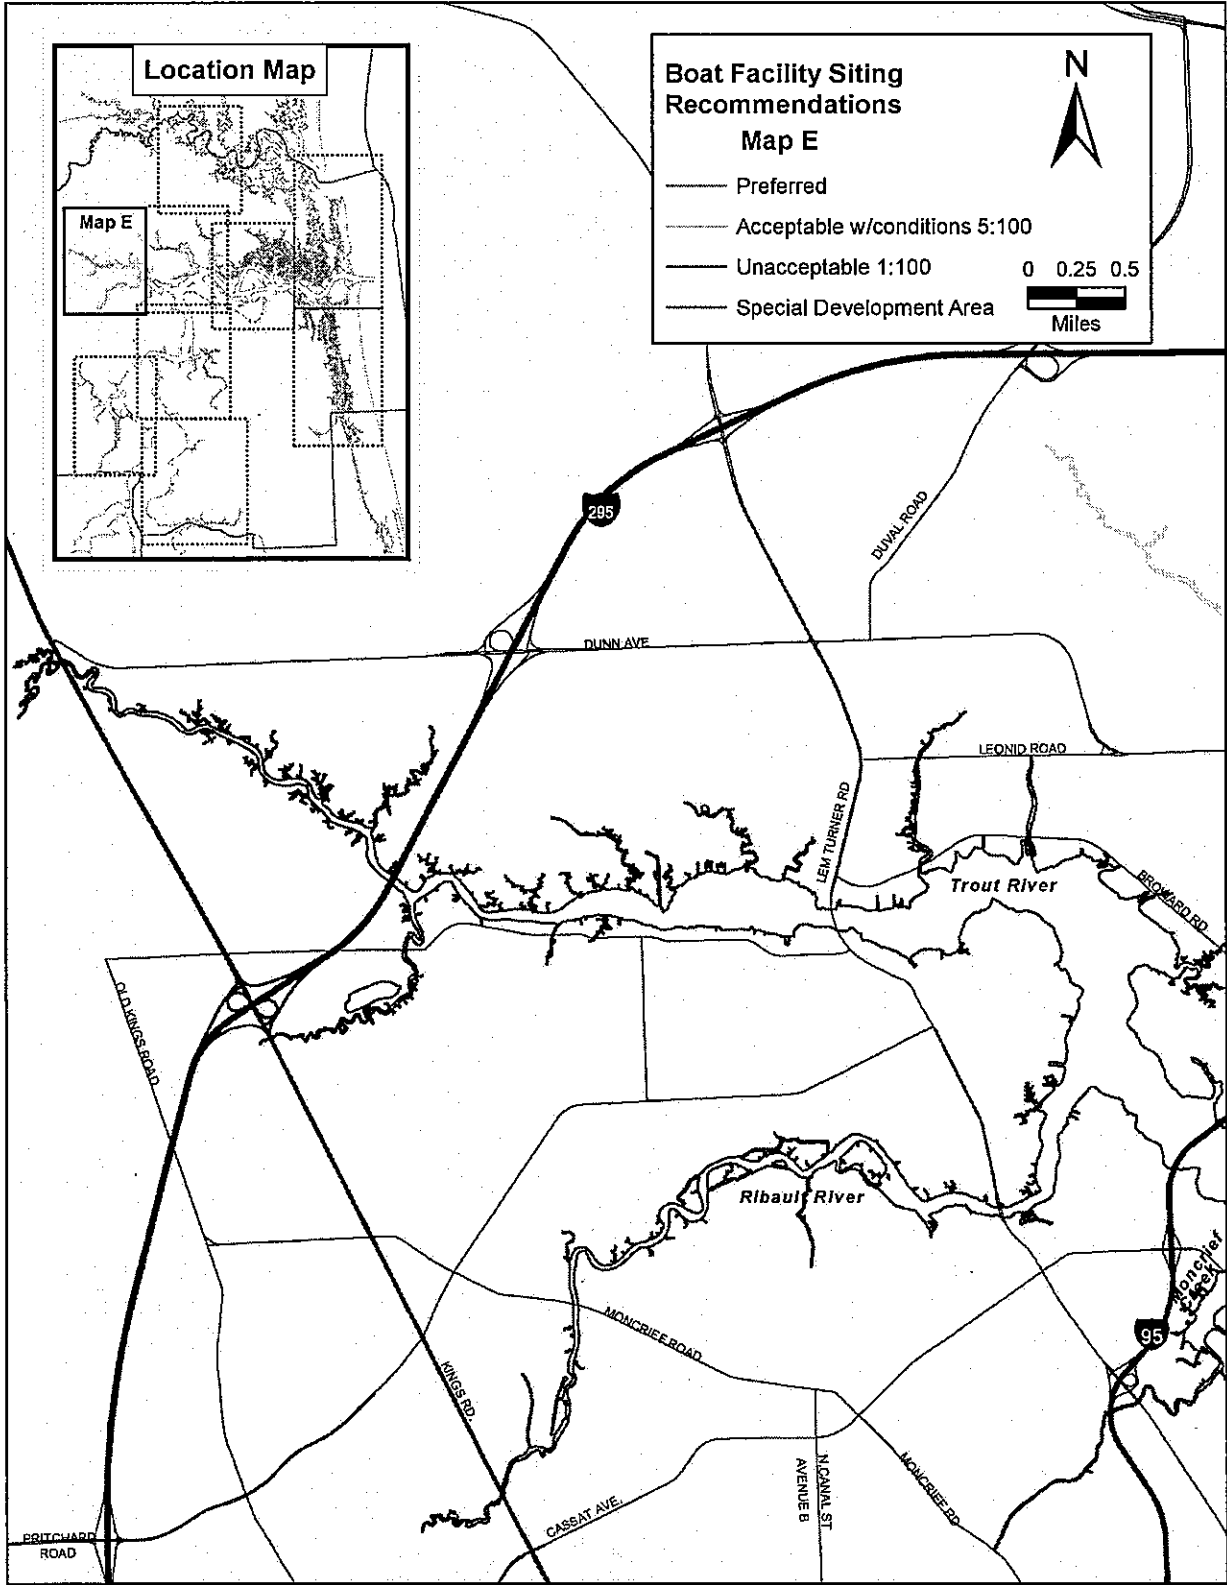 Location Map
Map E
Boat Facility Siting
Recommendations
Map E
N
Preferred
Acceptable w/conditions 5:100
Unacceptable 1:100
Special Development Area
0 0.25 0.5
Miles
295
DUVAL ROAD
DUNN AVE
LEONID ROAD
LEM TURNER RD
Trout River
BROWARD RD
OLD KINGS ROAD
Ribault River
Moncrief
Creek
MONCRIEF ROAD
95
KINGS RD.
CASSAT AVE.
AVENUE B
N CANAL ST
MONCRIEF RD
PRITCHARD
ROAD